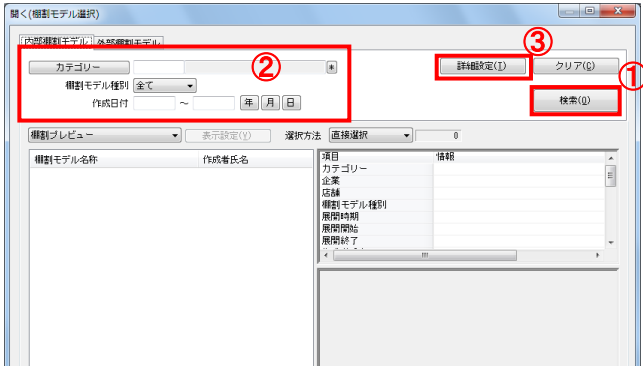 開く(棚割モデル選択)
内部棚割モデル 外部棚割モデル
③
カテゴリー ② * 詳細設定(I) クリア(C) ①
棚割モデル種別 全て
作成日付 ～ 年 月 日 検索(Q)
棚割プレビュー 表示設定(V) 選択方法 直接選択 0
棚割モデル名称 作成者氏名
項目 情報
カテゴリー
企業
店舗
棚割モデル種別
展開時期
展開開始
展開終了